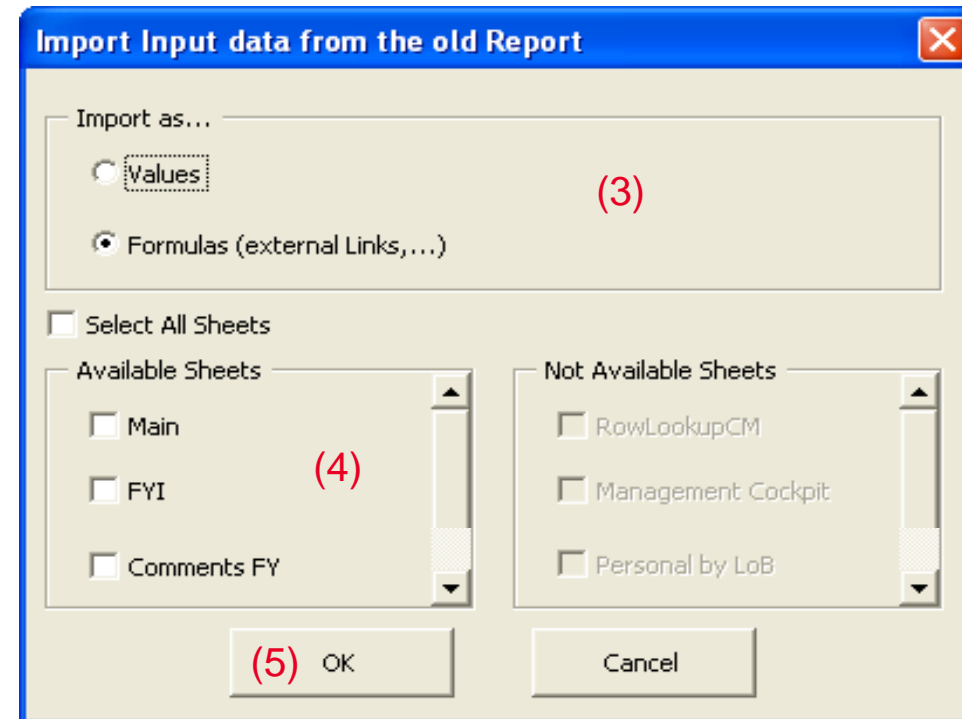 Import Input data from the old Report
Import as...
Values
(3)
Formulas (external Links,...)
Select All Sheets
Available Sheets
Main
(4)
FYI
Comments FY
Not Available Sheets
RowLookupCM
Management Cockpit
Personal by LoB
(5) OK
Cancel